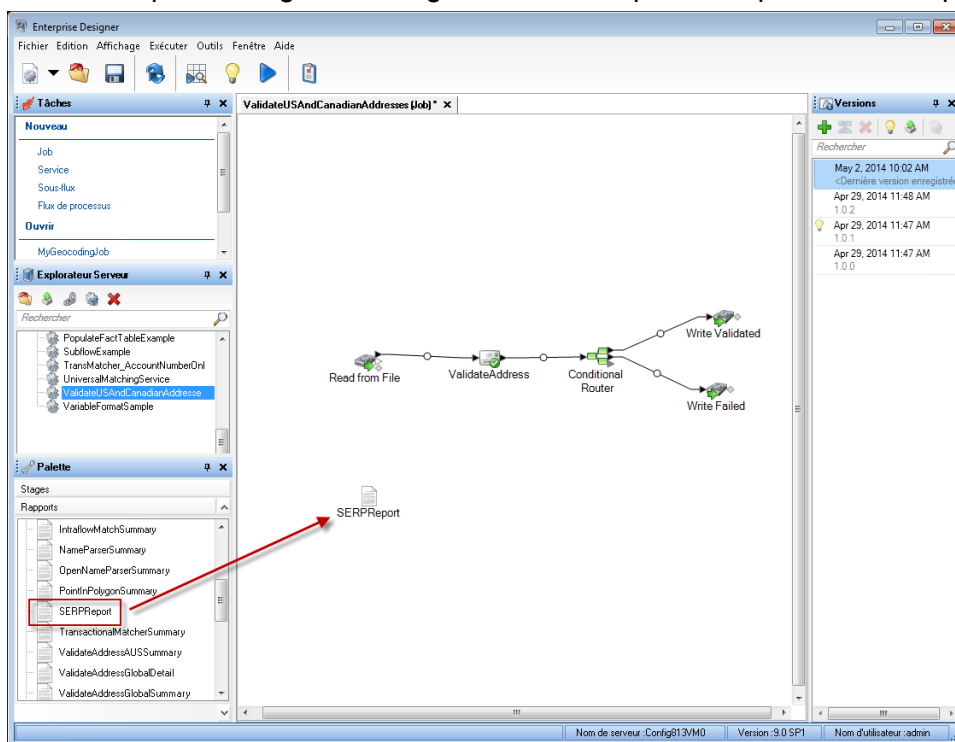 Enterprise Designer
Fichier Edition Affichage Exécuter Outils Fenêtre Aide
Tâches
Nouveau
Job
Service
Sous-flux
Flux de processus
Ouvrir
MyGeocodingJob
Explorateur Serveur
Rechercher
PopulateFactTableExample
SubflowExample
TransMatcher_AccountNumberOnl
UniversalMatchingService
ValidateUSAndCanadianAddresse
VariableFormatSample
Palette
Stages
Rapports
IntraflowMatchSummary
NameParserSummary
OpenNameParserSummary
PointInPolygonSummary
SERPReport
TransactionalMatcherSummary
ValidateAddressAUSSummary
ValidateAddressGlobalDetail
ValidateAddressGlobalSummary
ValidateUSAndCanadianAddresses (Job) *
Read from File
ValidateAddress
Conditional
Router
Write Validated
Write Failed
SERPReport
Versions
Rechercher
May 2, 2014 10:02 AM
<Dernière version enregistrée
Apr 29, 2014 11:48 AM
1.0.2
Apr 29, 2014 11:47 AM
1.0.1
Apr 29, 2014 11:47 AM
1.0.0
Nom de serveur :Config813VM0 Version :9.0 SP1 Nom d'utilisateur :admin